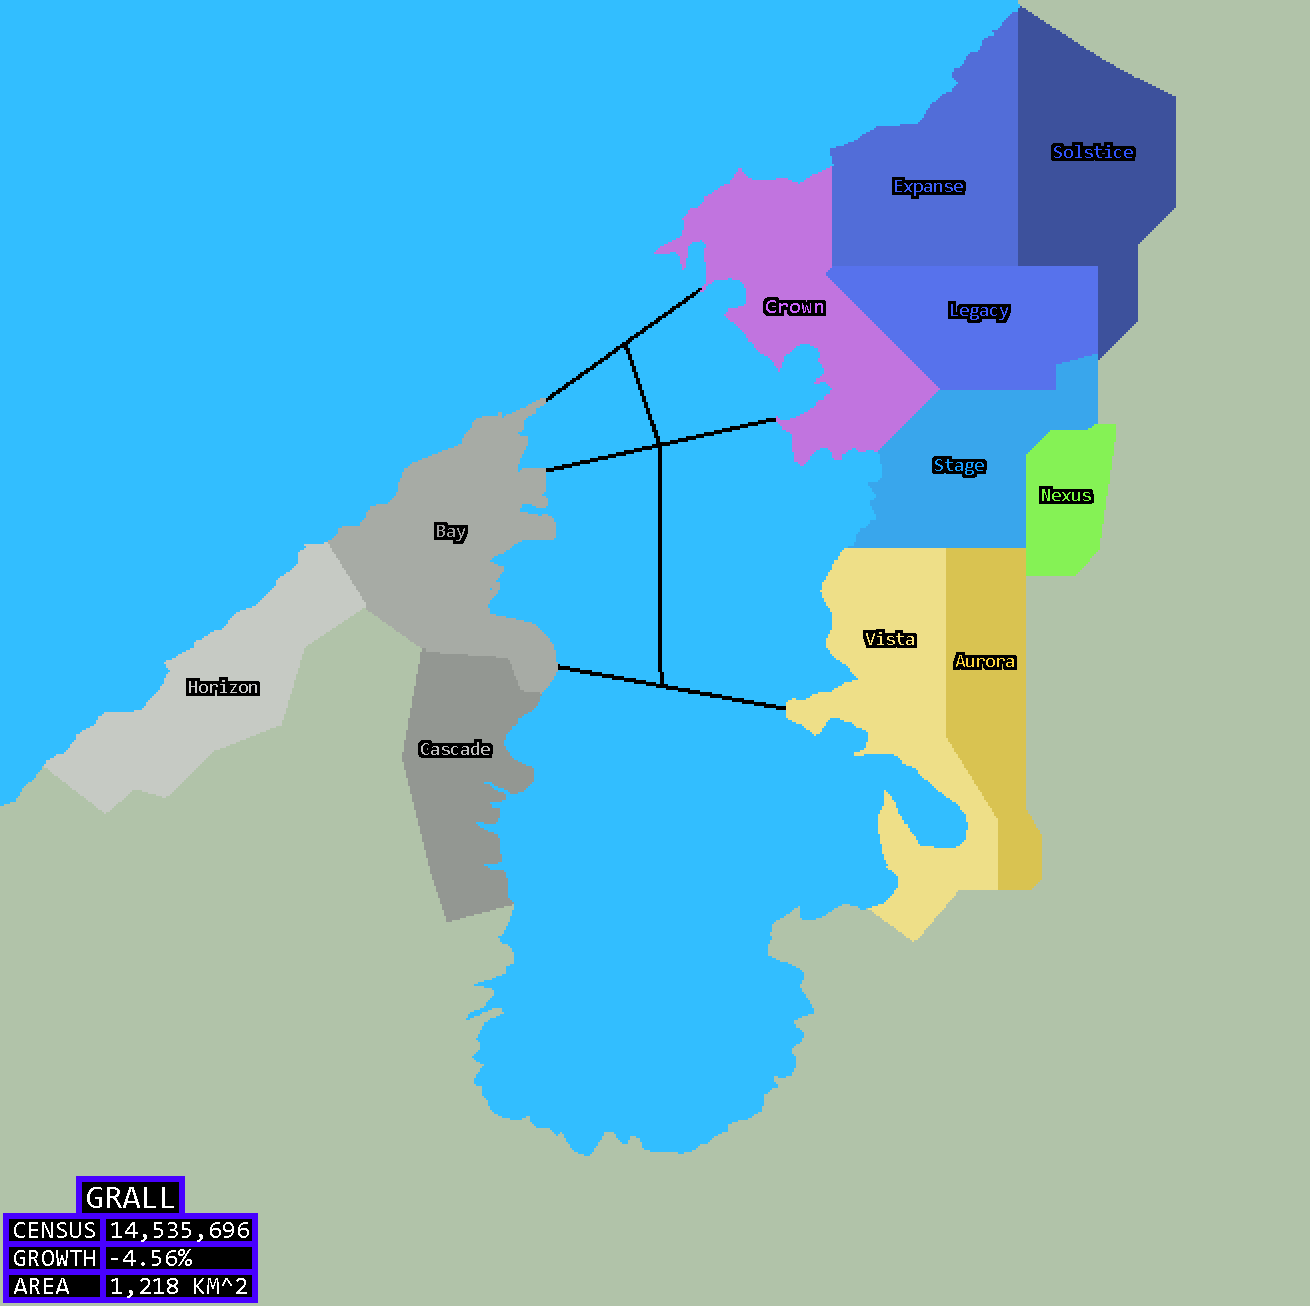 Solstice
Expanse
Legacy
Crown
Stage
Nexus
Bay
Vista
Aurora
Horizon
Cascade
GRALL
CENSUS 14,535,696
GROWTH -4.56%
AREA 1,218 KM^2